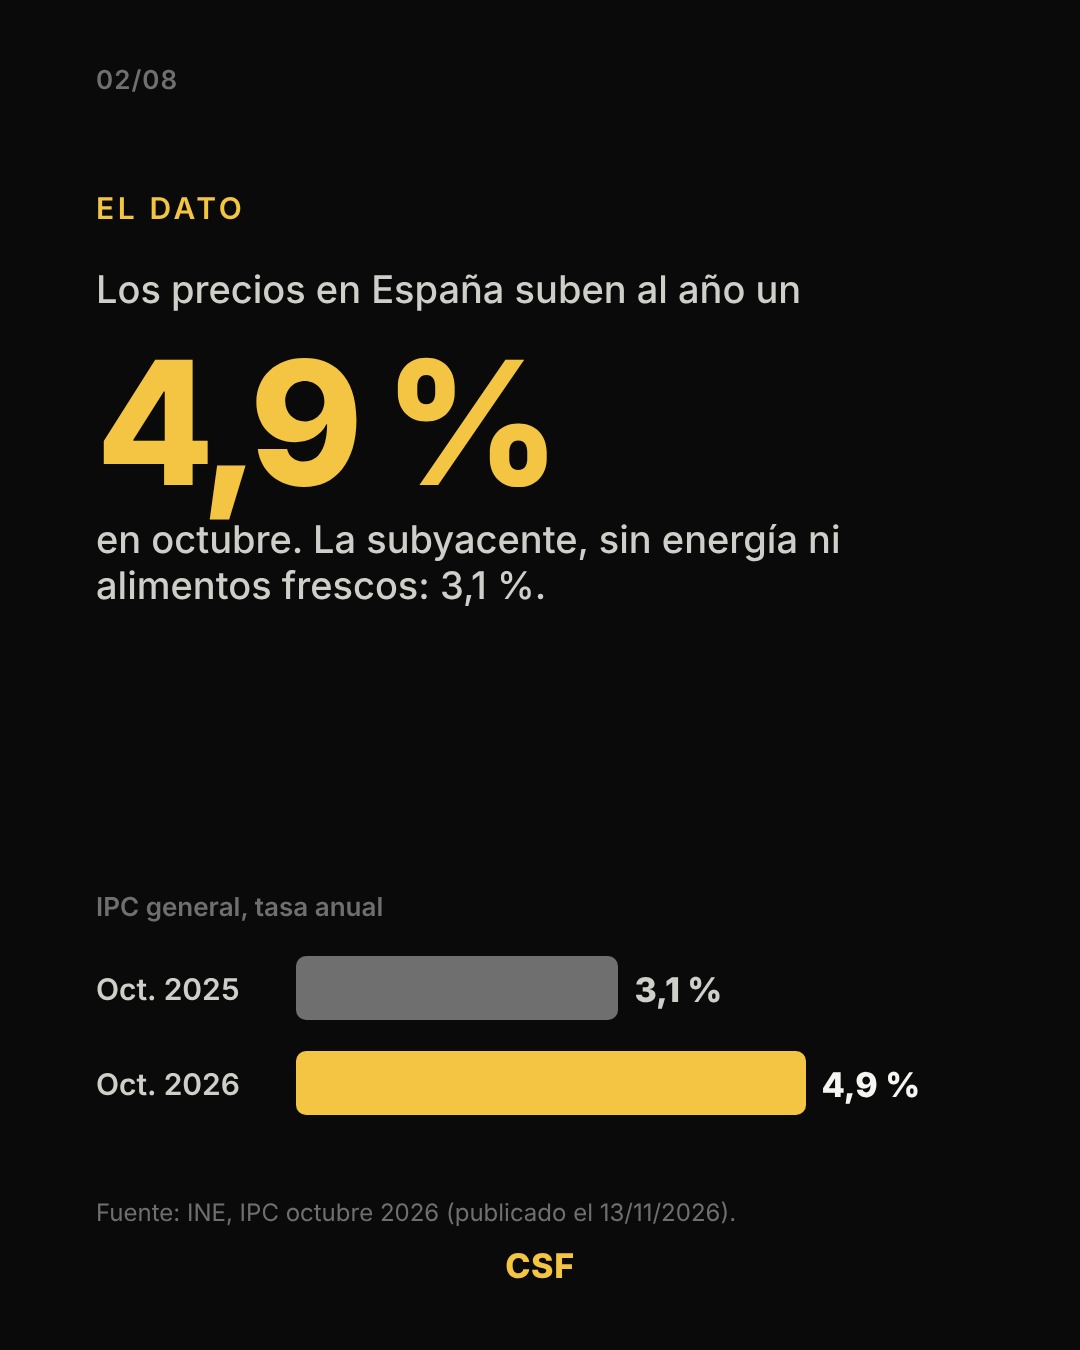 02/08
EL DATO
Los precios en España suben al año un
4,9 %
en octubre. La subyacente, sin energía ni
alimentos frescos: 3,1 %.
IPC general, tasa anual
Oct. 2025 3,1 %
Oct. 2026 4,9 %
Fuente: INE, IPC octubre 2026 (publicado el 13/11/2026).
CSF